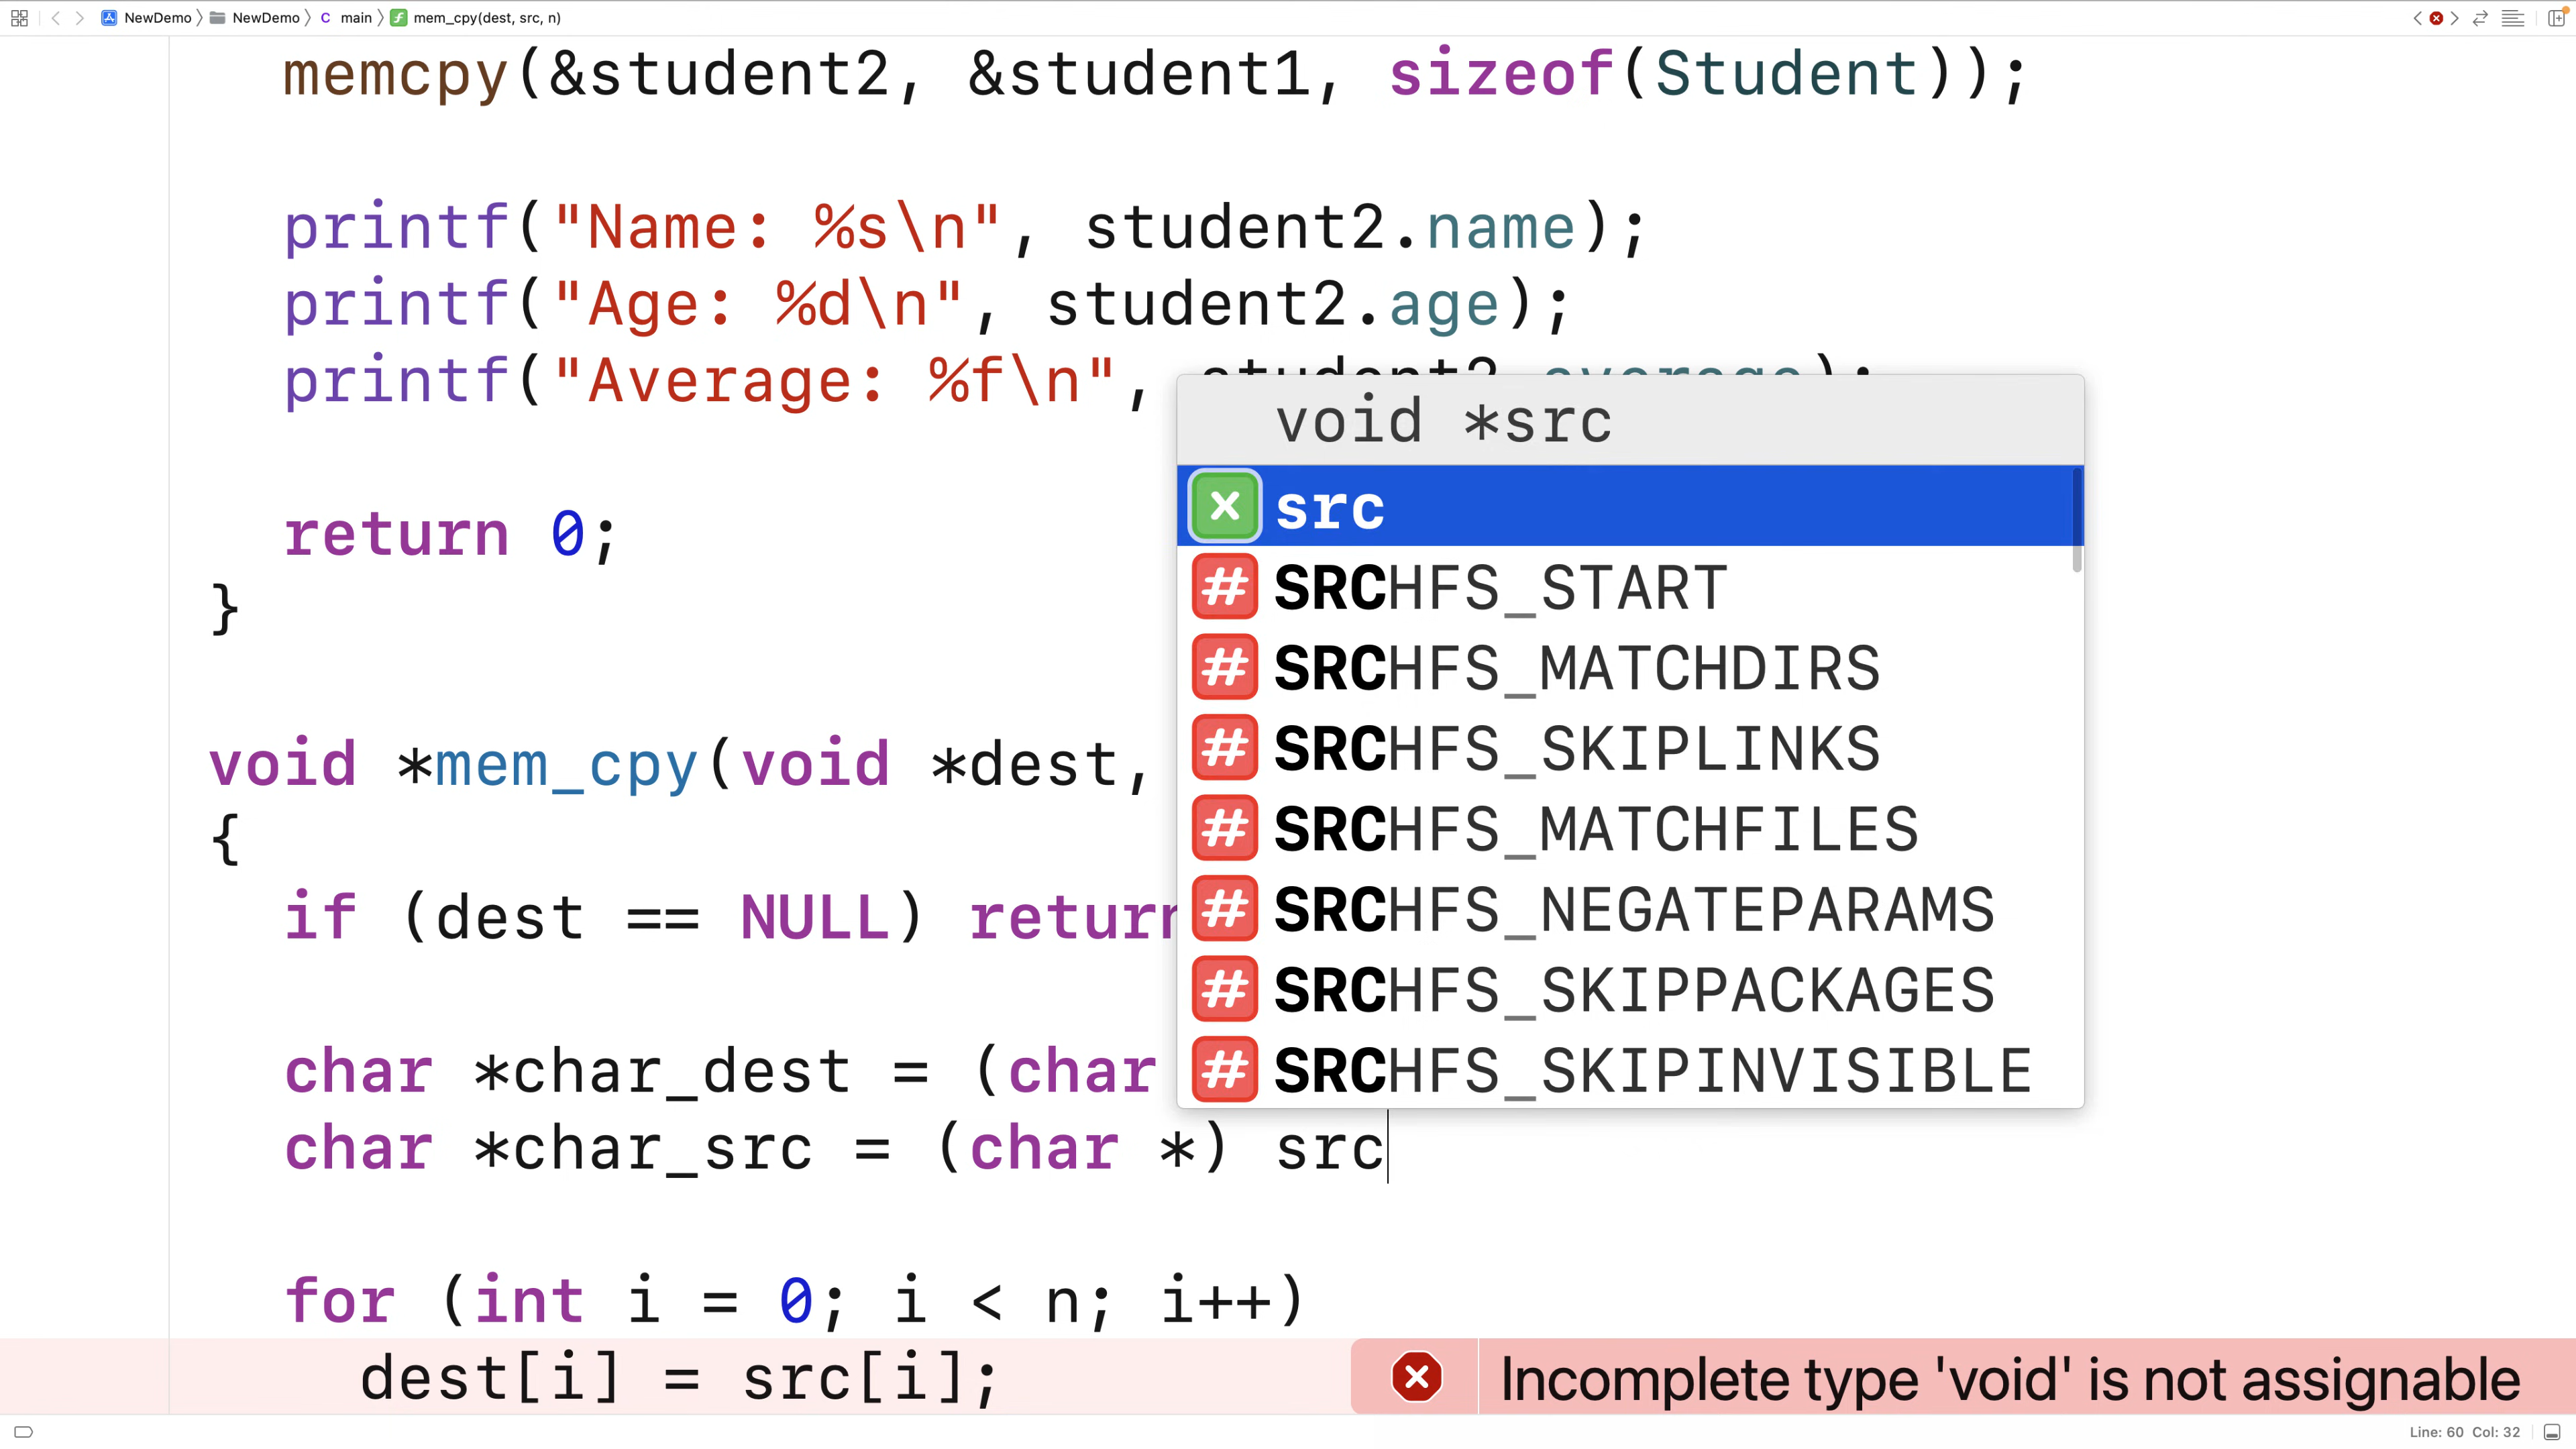 NewDemo NewDemo C main f mem_cpy(dest, src, n)
memcpy(&student2, &student1, sizeof(Student));
printf("Name: %s\n", student2.name);
printf("Age: %d\n", student2.age);
printf("Average: %f\n", student2.average);
void *src
src
return 0;
SRCHFS_START
}
SRCHFS_MATCHDIRS
SRCHFS_SKIPLINKS
void *mem_cpy(void *dest,
SRCHFS_MATCHFILES
{
SRCHFS_NEGATEPARAMS
if (dest == NULL) return
SRCHFS_SKIPPACKAGES
SRCHFS_SKIPINVISIBLE
char *char_dest = (char
char *char_src = (char *) src
for (int i = 0; i < n; i++)
dest[i] = src[i];
Incomplete type 'void' is not assignable
Line: 60 Col: 32